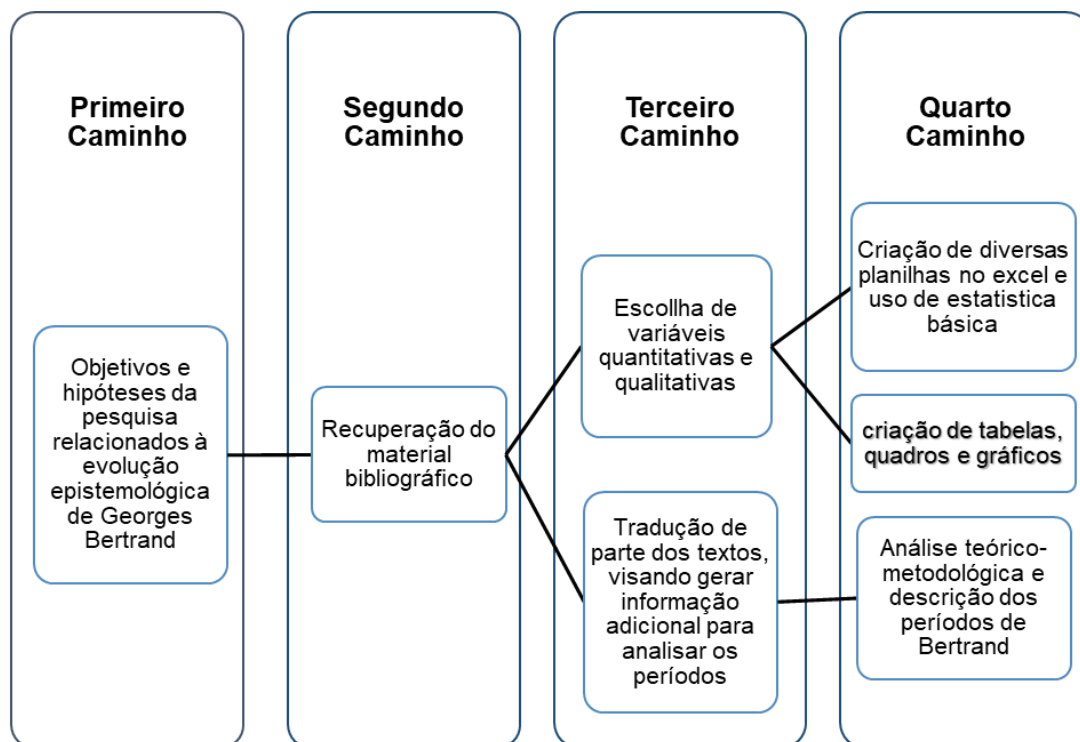 Primeiro
Caminho
Objetivos e
hipóteses da
pesquisa
relacionados à
evolução
epistemológica
de Georges
Bertrand
Segundo
Caminho
Recuperação do
material
bibliográfico
Terceiro
Caminho
Escollha de
variáveis
quantitativas e
qualitativas
Tradução de
parte dos textos,
visando gerar
informação
adicional para
analisar os
períodos
Quarto
Caminho
Criação de diversas
planilhas no excel e
uso de estatistica
básica
criação de tabelas,
quadros e gráficos
Análise teórico-
metodológica e
descrição dos
períodos de
Bertrand